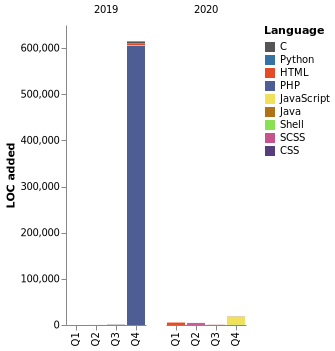 2019
2020
LOC added
600,000
500,000
400,000
300,000
200,000
100,000
0
Q1
Q2
Q3
Q4
Q1
Q2
Q3
Q4
Language
C
Python
HTML
PHP
JavaScript
Java
Shell
SCSS
CSS